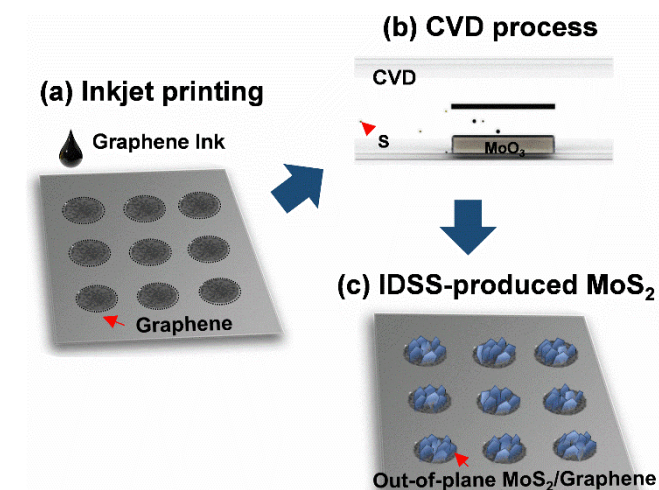 (a) Inkjet printing
Graphene Ink
Graphene
(b) CVD process
CVD
S
MoO₃
(c) IDSS-produced MoS₂
Out-of-plane MoS₂/Graphene